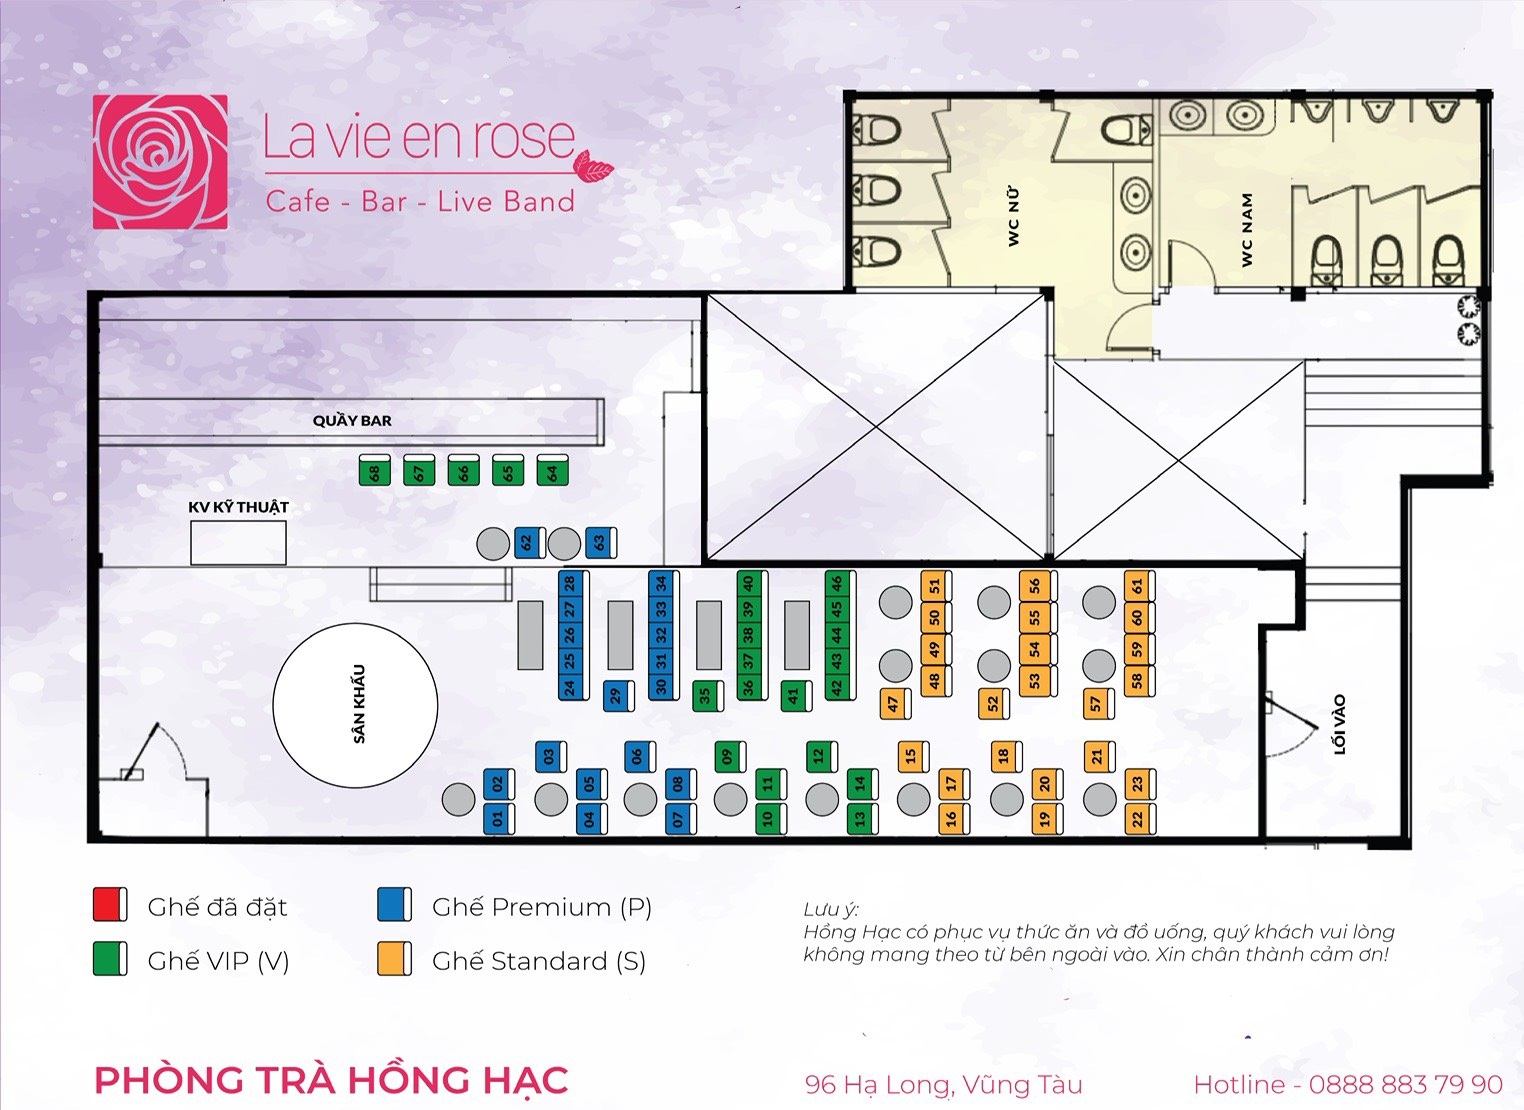 La vie en rose
Cafe - Bar - Live Band
WC NỮ
WC NAM
QUẦY BAR
68 67 66 65 64
KV KỸ THUẬT
62 63
28 34 40 46 51 56 61
27 33 39 45 50 55 60
26 32 38 44 49 54 59
25 31 37 43 48 53 58
24 30 36 42
29 35 41 47 52 57
SÂN KHẤU
LỐI VÀO
03 06 09 12 15 18 21
02 05 08 11 14 17 20 23
01 04 07 10 13 16 19 22
Ghế đã đặt
Ghế Premium (P)
Ghế VIP (V)
Ghế Standard (S)
Lưu ý:
Hồng Hạc có phục vụ thức ăn và đồ uống, quý khách vui lòng
không mang theo từ bên ngoài vào. Xin chân thành cảm ơn!
PHÒNG TRÀ HỒNG HẠC
96 Hạ Long, Vũng Tàu
Hotline - 0888 883 79 90